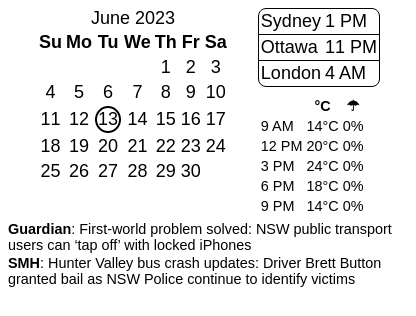 June 2023
Su Mo Tu We Th Fr Sa
1 2 3
4 5 6 7 8 9 10
11 12 13 14 15 16 17
18 19 20 21 22 23 24
25 26 27 28 29 30
Sydney 1 PM
Ottawa 11 PM
London 4 AM
°C ☂
9 AM 14°C 0%
12 PM 20°C 0%
3 PM 24°C 0%
6 PM 18°C 0%
9 PM 14°C 0%
Guardian: First-world problem solved: NSW public transport
users can ‘tap off’ with locked iPhones
SMH: Hunter Valley bus crash updates: Driver Brett Button
granted bail as NSW Police continue to identify victims